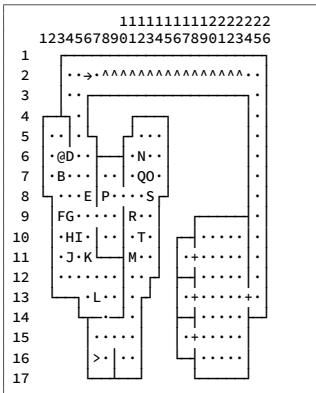 11111111112222222
12345678901234567890123456
1
2 ··→·^^^^^^^^^^^^^^^^^··
3 ·· ·
4 · ·
5 ·· ··· ·
6 ·@D·· ·N·· ·
7 ·B··· ·· ·QO· ·
8 ···E P····S ·
9 FG··· ·· R·· ·
10 ·HI·· ·· ·T· ····· ·
11 ·J·K M·· ·+····· ·
12 ·········· ····· ·
13 ··L·· · ·+·····+·
14 · ·····
15 ····· ·+·····
16 >· ·· ·····
17